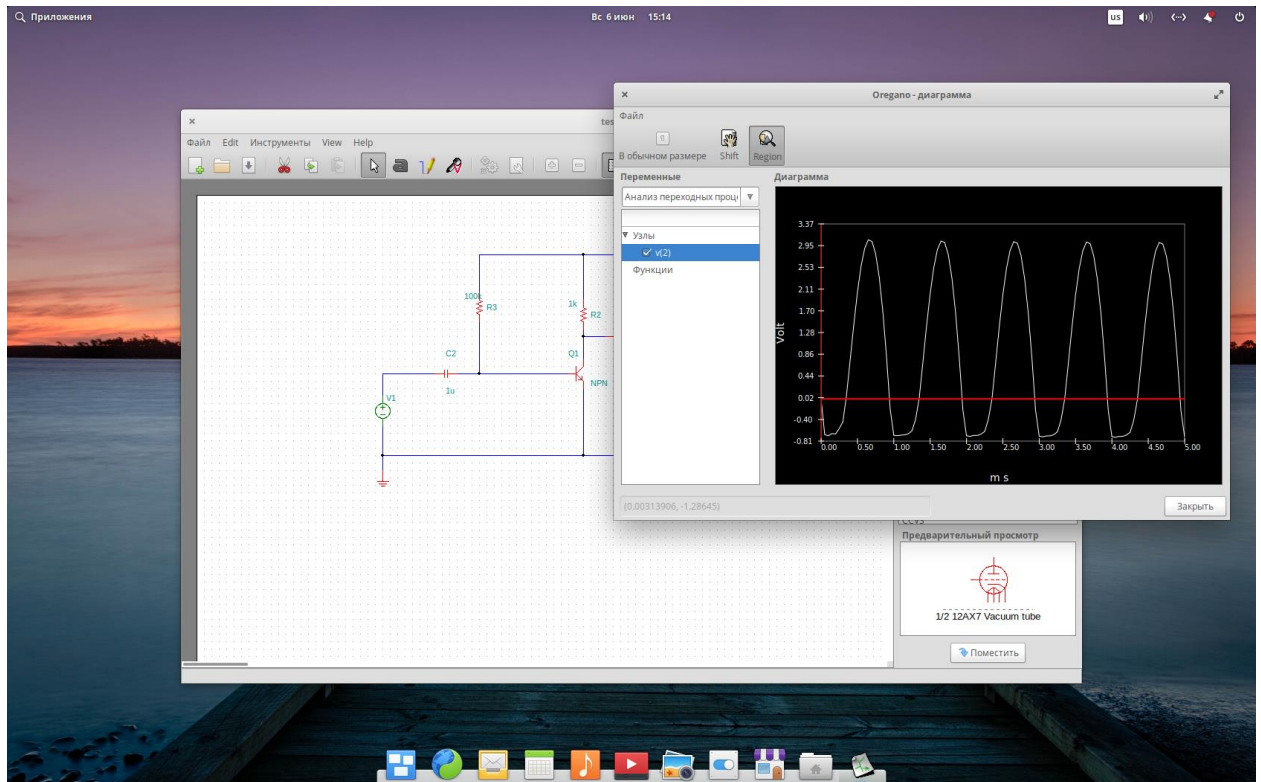 Приложения
Вс 6 июн 15:14
us
Oregano - диаграмма
Файл
В обычном размере
Shift
Region
Переменные
Диаграмма
Анализ переходных проц
Узлы
v(2)
Функции
3.37
2.95
2.53
2.11
1.70
1.28
0.86
0.44
0.02
-0.40
-0.81
Volt
0.00 0.50 1.00 1.50 2.00 2.50 3.00 3.50 4.00 4.50 5.00
m s
(0.00313906, -1.28645)
Закрыть
tes
Файл Edit Инструменты View Help
100k
R3
1k
R2
C2
1u
Q1
NPN
V1
CCVS
Предварительный просмотр
1/2 12AX7 Vacuum tube
Поместить